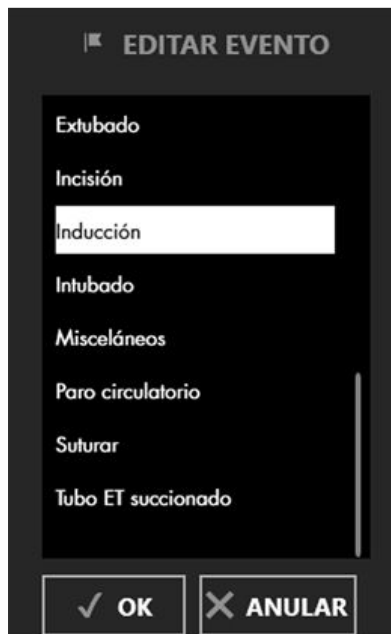 EDITAR EVENTO
Extubado
Incisión
Inducción
Intubado
Misceláneos
Paro circulatorio
Suturar
Tubo ET succionado
OK
ANULAR